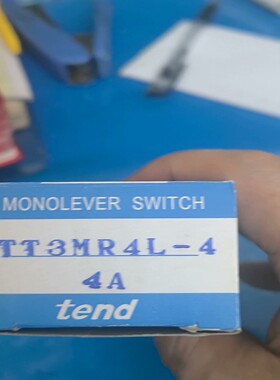 MONOLEVER SWITCH
TT3MR4L-4
4A
tend